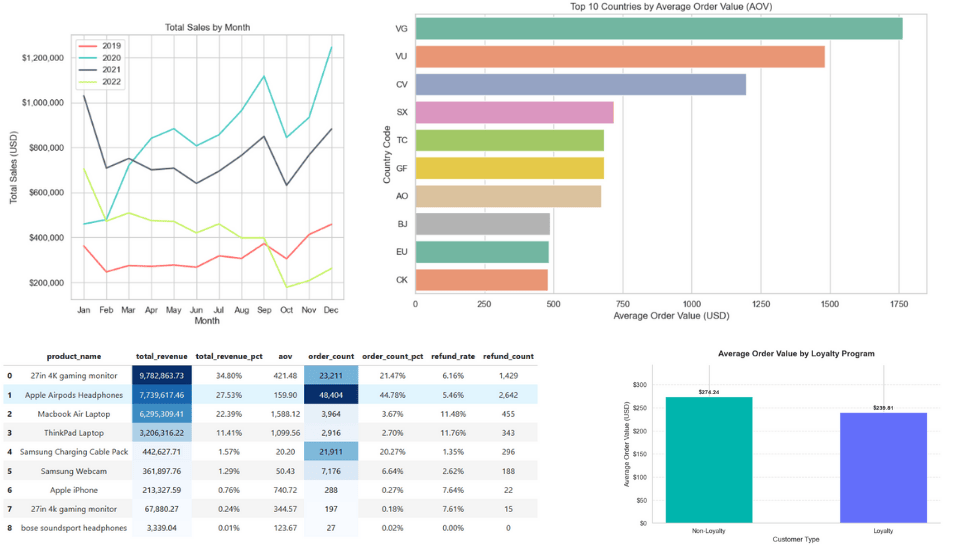 Total Sales by Month
2019
2020
2021
2022
$1,200,000
$1,000,000
$800,000
$600,000
$400,000
$200,000
Total Sales (USD)
Jan Feb Mar Apr May Jun Jul Aug Sep Oct Nov Dec
Month
Top 10 Countries by Average Order Value (AOV)
VG
VU
CV
SX
TC
GF
AO
BJ
EU
CK
Country Code
0 250 500 750 1000 1250 1500 1750
Average Order Value (USD)
product_name total_revenue total_revenue_pct aov order_count order_count_pct refund_rate refund_count
0 27in 4K gaming monitor 9,782,863.73 34.80% 421.48 23,211 21.47% 6.16% 1,429
1 Apple Airpods Headphones 7,739,617.46 27.53% 159.90 48,404 44.78% 5.46% 2,642
2 Macbook Air Laptop 6,295,309.41 22.39% 1,588.12 3,964 3.67% 11.48% 455
3 ThinkPad Laptop 3,206,316.22 11.41% 1,099.56 2,916 2.70% 11.76% 343
4 Samsung Charging Cable Pack 442,627.71 1.57% 20.20 21,911 20.27% 1.35% 296
5 Samsung Webcam 361,897.76 1.29% 50.43 7,176 6.64% 2.62% 188
6 Apple iPhone 213,327.59 0.76% 740.72 288 0.27% 7.64% 22
7 27in 4k gaming monitor 67,880.27 0.24% 344.57 197 0.18% 7.61% 15
8 bose soundsport headphones 3,339.04 0.01% 123.67 27 0.02% 0.00% 0
Average Order Value by Loyalty Program
$300
$250
$200
$150
$100
$50
$0
Average Order Value (USD)
$274.24
$239.81
Non-Loyalty Loyalty
Customer Type